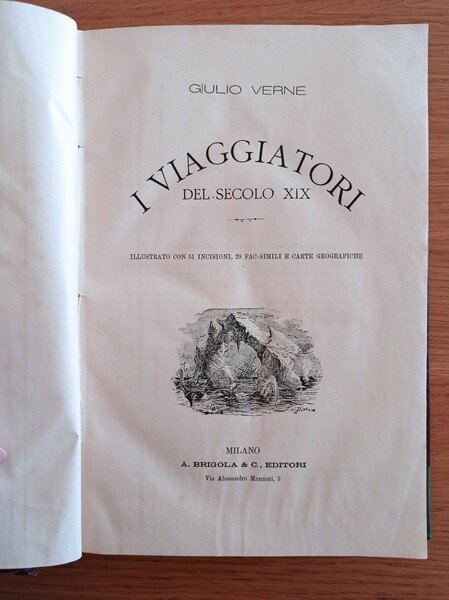 GIULIO VERNE
I VIAGGIATORI
DEL SECOLO XIX
ILLUSTRATO CON 51 INCISIONI, 29 FAC-SIMILI E CARTE GEOGRAFICHE
MILANO
A. BRIGOLA & C., EDITORI
Via Alessandro Manzoni, 5